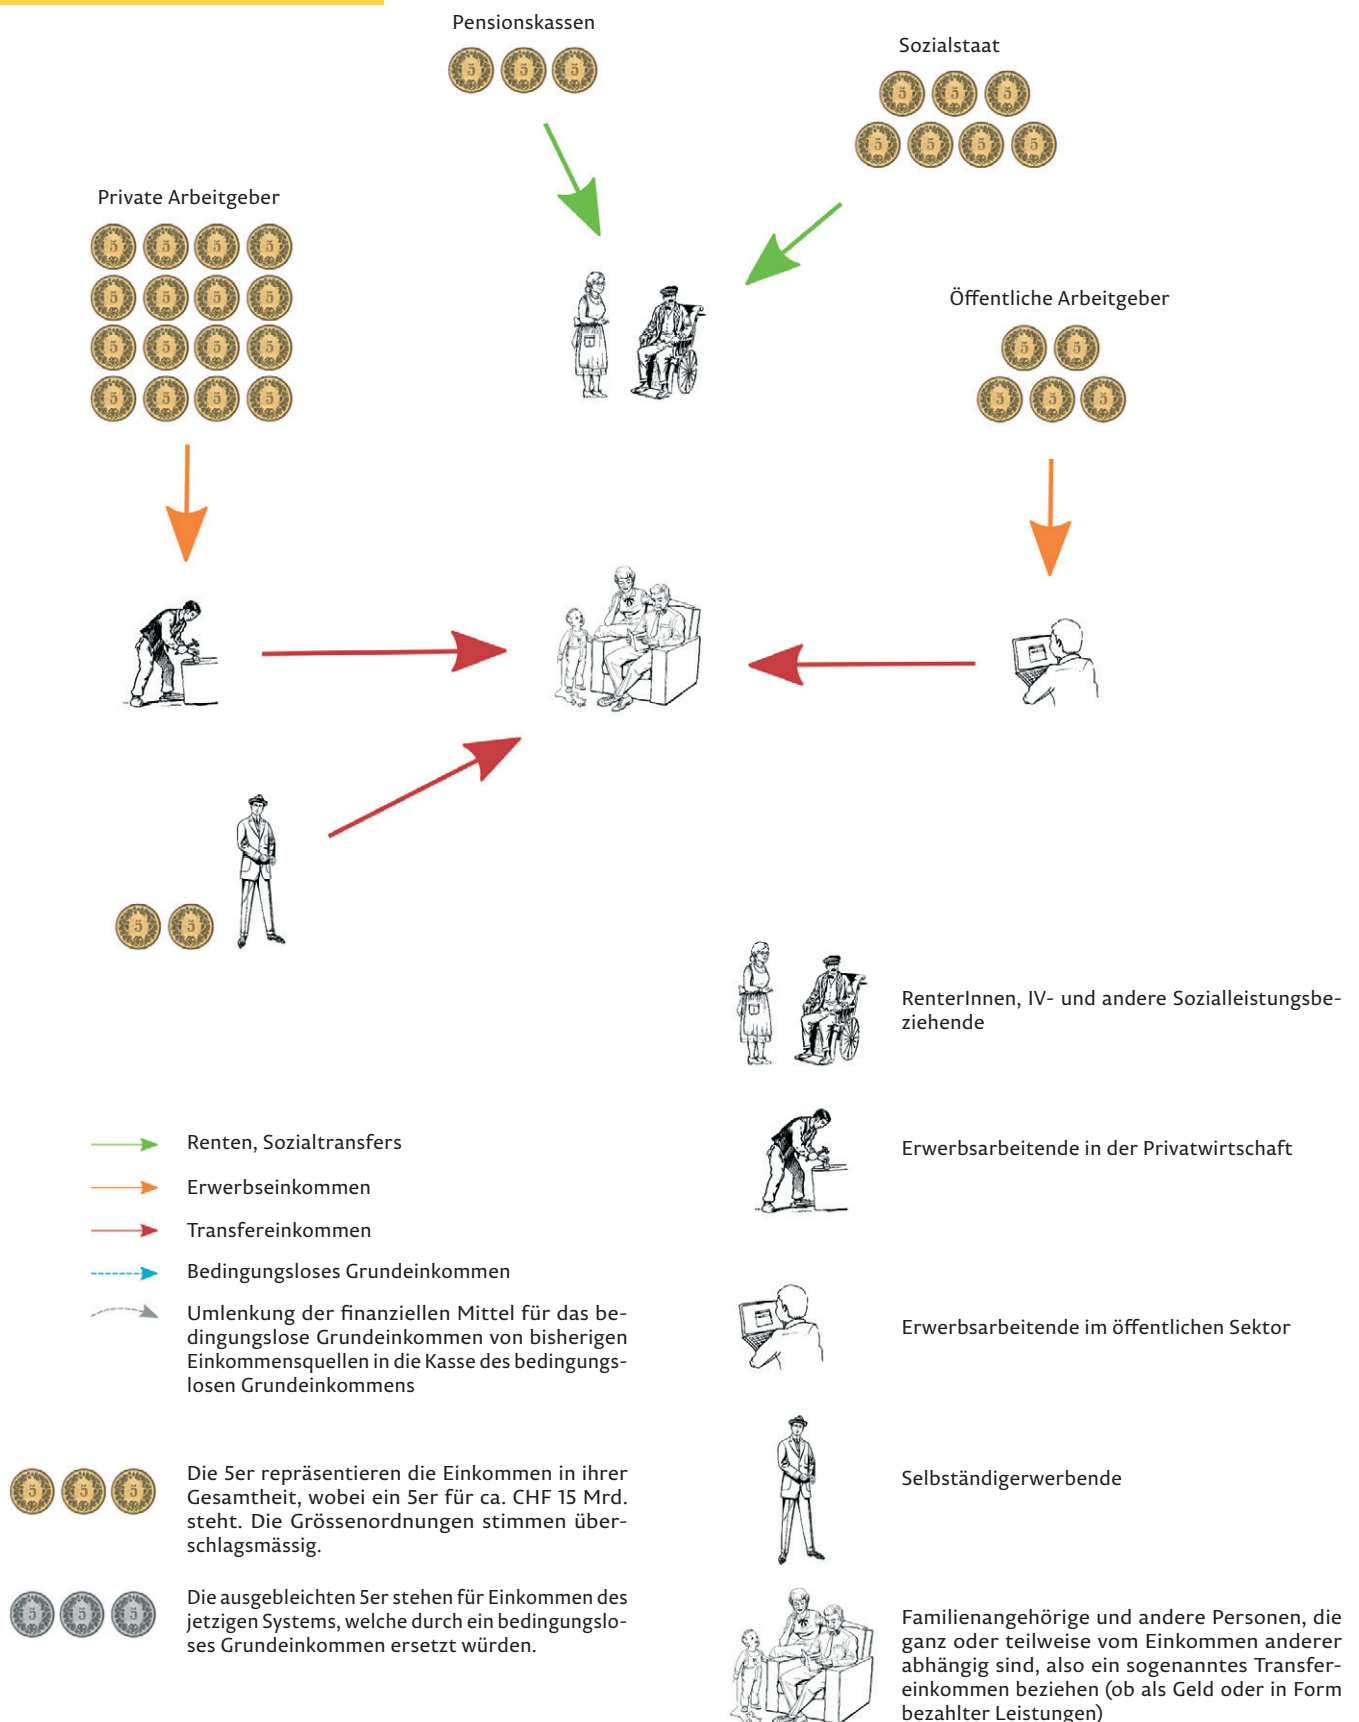 Pensionskassen
Sozialstaat
Private Arbeitgeber
Öffentliche Arbeitgeber
Renten, Sozialtransfers
Erwerbseinkommen
Transfereinkommen
Bedingungsloses Grundeinkommen
Umlenkung der finanziellen Mittel für das be-
dingungslose Grundeinkommen von bisherigen
Einkommensquellen in die Kasse des bedingungs-
losen Grundeinkommens
Die 5er repräsentieren die Einkommen in ihrer
Gesamtheit, wobei ein 5er für ca. CHF 15 Mrd.
steht. Die Grössenordnungen stimmen über-
schlagsmässig.
Die ausgebleichten 5er stehen für Einkommen des
jetzigen Systems, welche durch ein bedingungslo-
ses Grundeinkommen ersetzt würden.
RenterInnen, IV- und andere Sozialleistungsbe-
ziehende
Erwerbsarbeitende in der Privatwirtschaft
Erwerbsarbeitende im öffentlichen Sektor
Selbständigerwerbende
Familienangehörige und andere Personen, die
ganz oder teilweise vom Einkommen anderer
abhängig sind, also ein sogenanntes Transfer-
einkommen beziehen (ob als Geld oder in Form
bezahlter Leistungen)